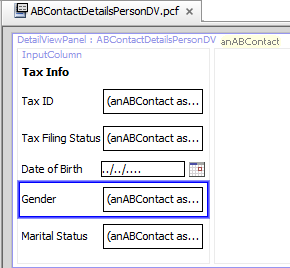 ABContactDetailsPersonDV.pcf
DetailViewPanel : ABContactDetailsPersonDV
anABContact
InputColumn
Tax Info
Tax ID (anABContact as...
Tax Filing Status (anABContact as...
Date of Birth ../../....
Gender (anABContact as...
Marital Status (anABContact as...